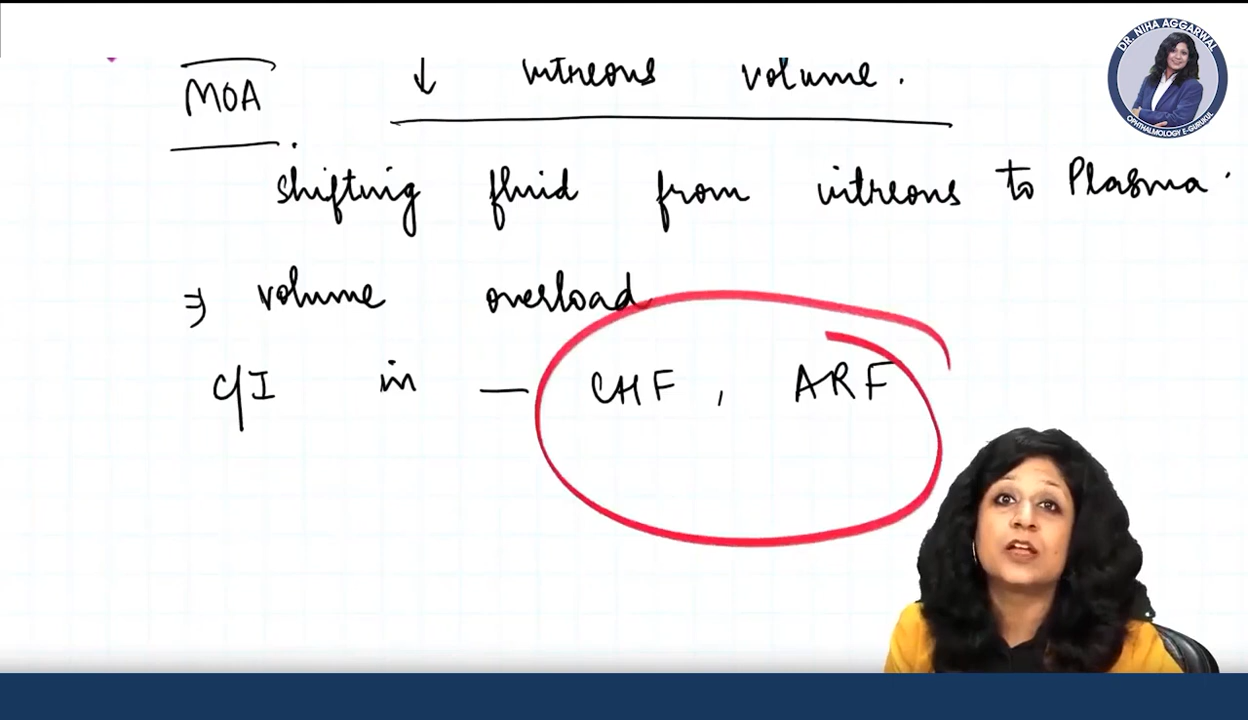 DR. NIHA AGGARWAL
OPHTHALMOLOGY E-GURUKUL
MOA ↓ vitreous volume.
shifting fluid from vitreous to Plasma.
⇒ volume overload
C/I in — CHF, ARF